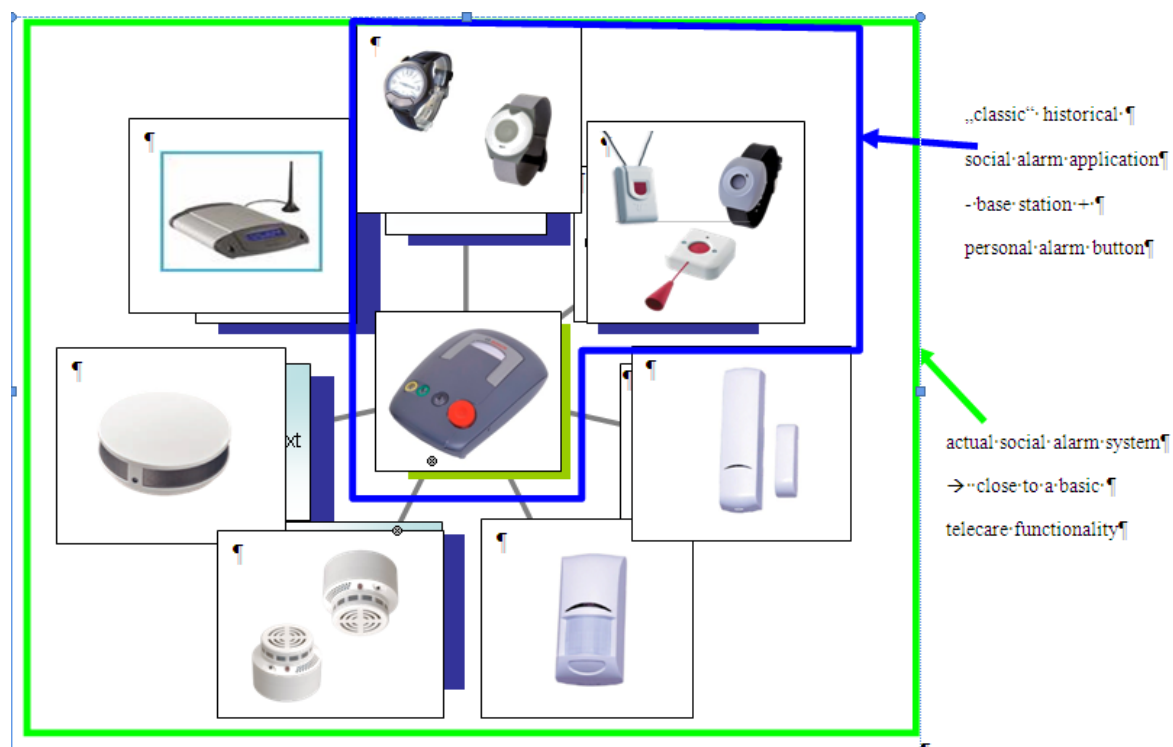 „classic“ historical ¶
social alarm application¶
- base station + ¶
personal alarm button¶
actual social alarm system¶
→ close to a basic ¶
telecare functionality¶
xt